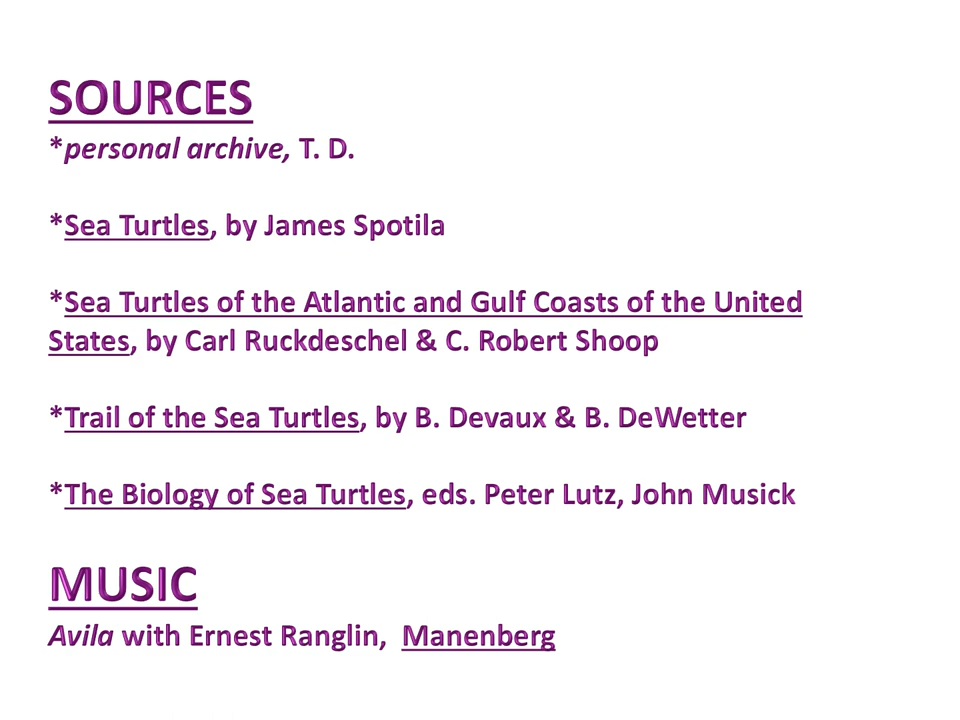 SOURCES
*personal archive, T. D.
*Sea Turtles, by James Spotila
*Sea Turtles of the Atlantic and Gulf Coasts of the United
States, by Carl Ruckdeschel & C. Robert Shoop
*Trail of the Sea Turtles, by B. Devaux & B. DeWetter
*The Biology of Sea Turtles, eds. Peter Lutz, John Musick
MUSIC
Avila with Ernest Ranglin, Manenberg